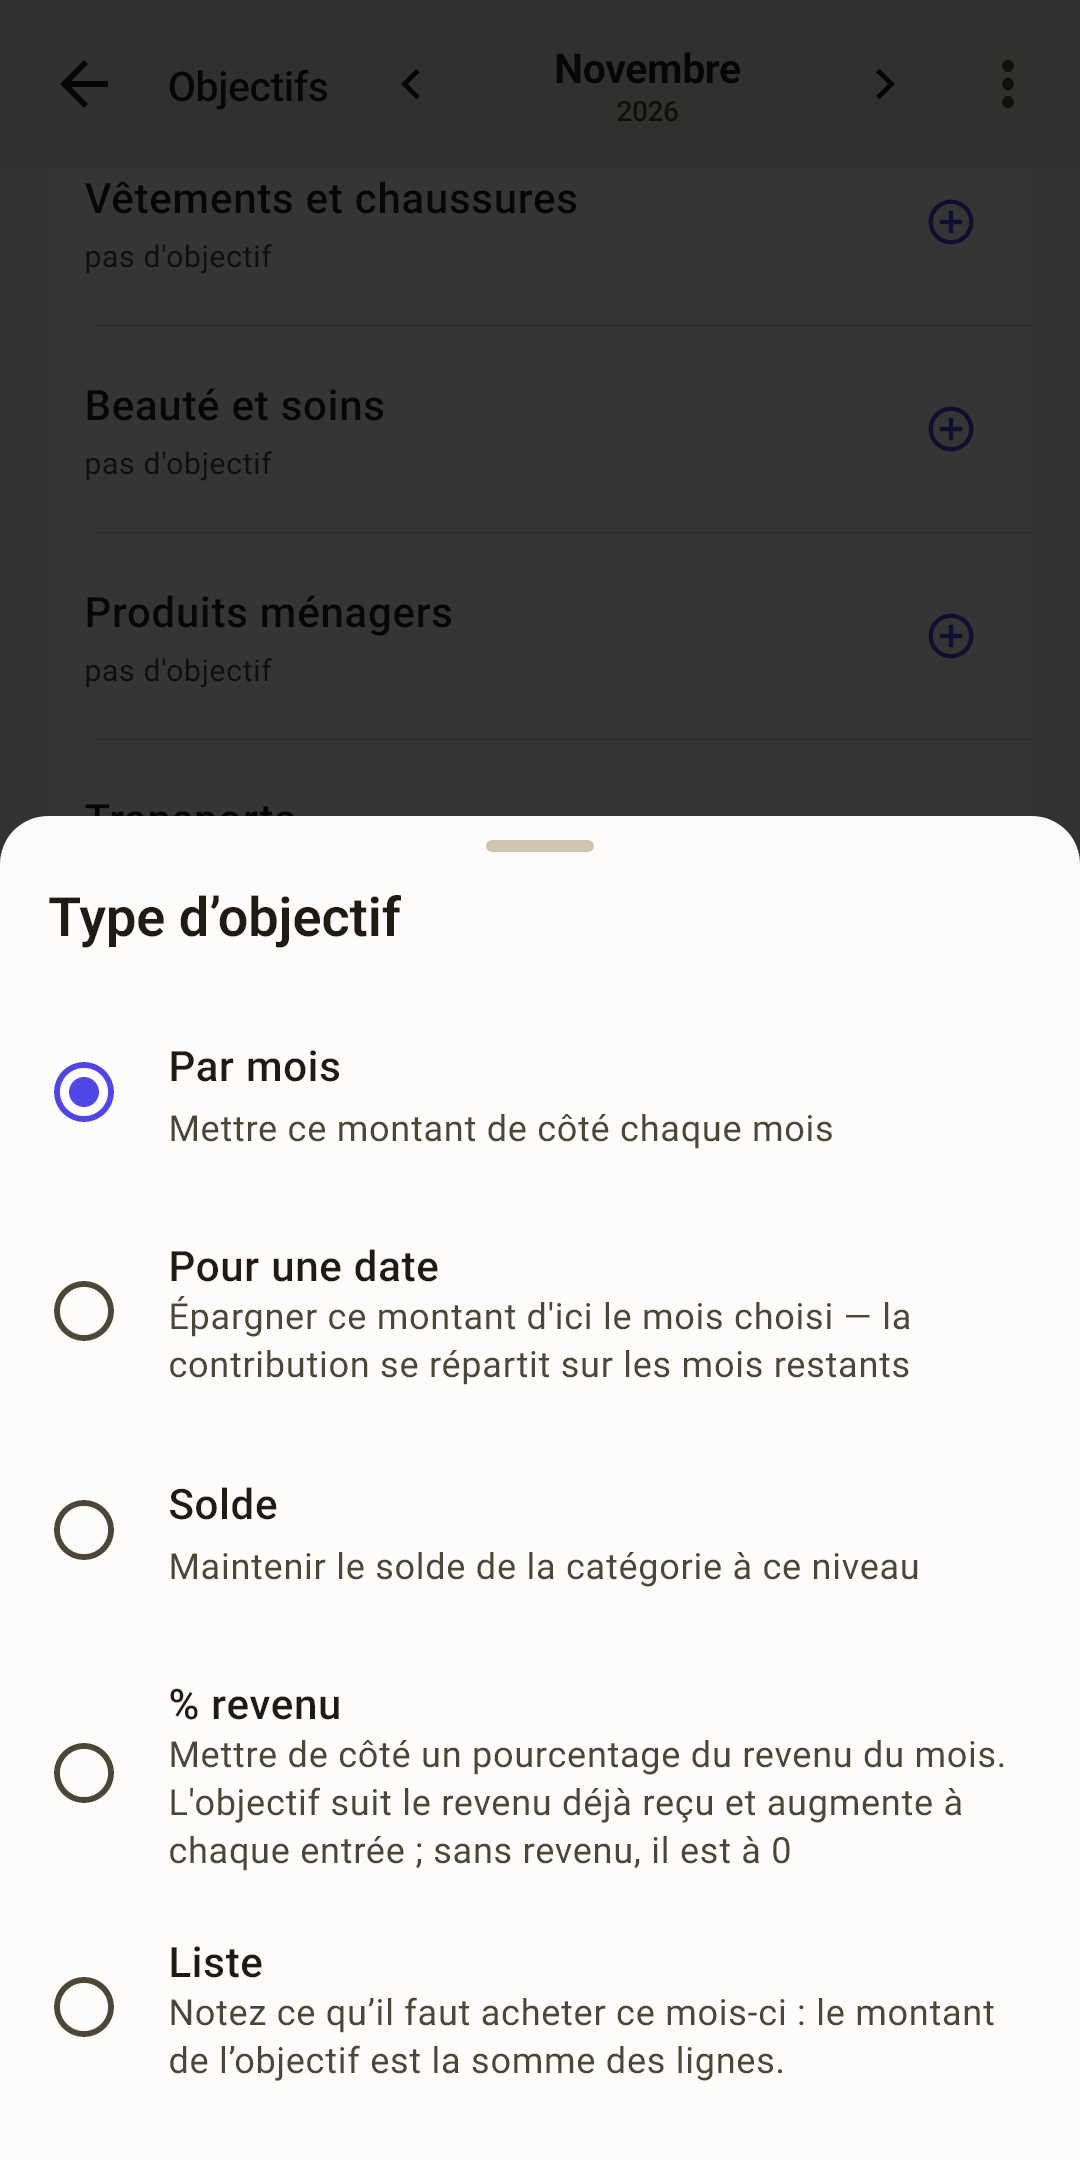 Objectifs
Novembre
2026
Vêtements et chaussures
pas d'objectif
Beauté et soins
pas d'objectif
Produits ménagers
pas d'objectif
Transports
Type d’objectif
Par mois
Mettre ce montant de côté chaque mois
Pour une date
Épargner ce montant d'ici le mois choisi — la
contribution se répartit sur les mois restants
Solde
Maintenir le solde de la catégorie à ce niveau
% revenu
Mettre de côté un pourcentage du revenu du mois.
L'objectif suit le revenu déjà reçu et augmente à
chaque entrée ; sans revenu, il est à 0
Liste
Notez ce qu’il faut acheter ce mois-ci : le montant
de l’objectif est la somme des lignes.